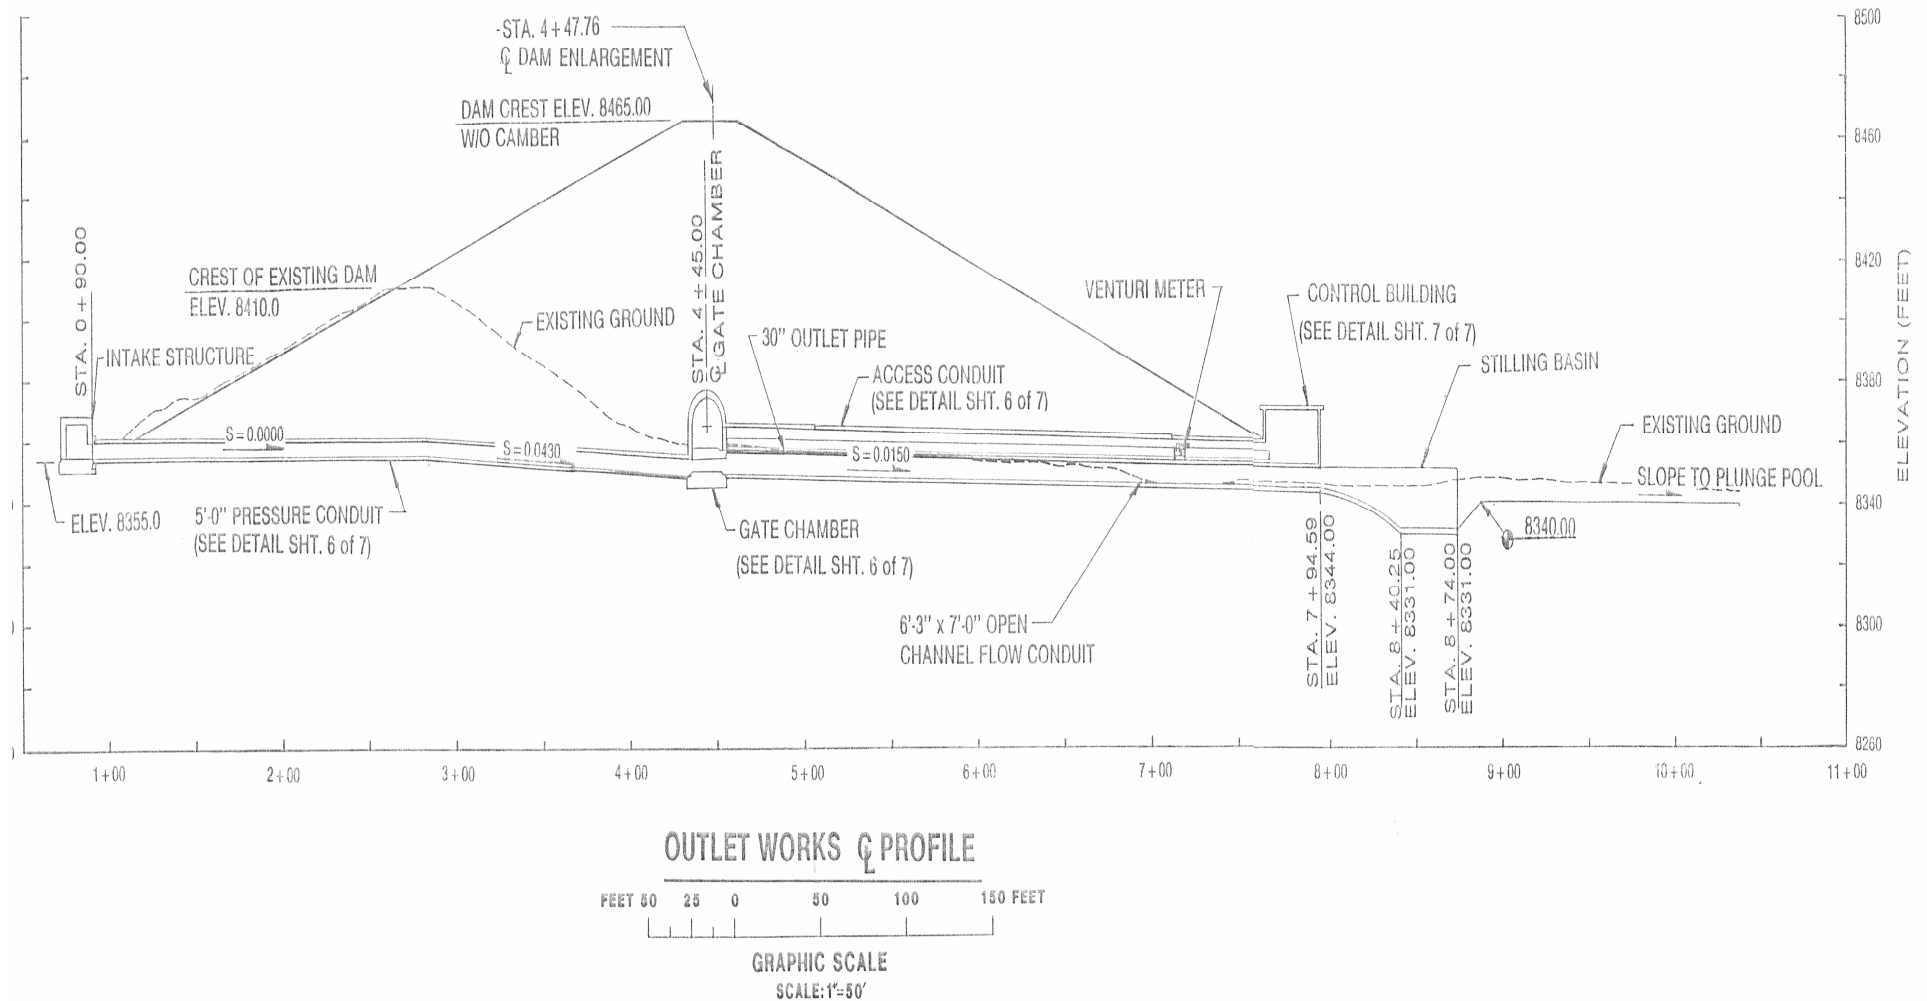 -STA. 4+47.76
℄ DAM ENLARGEMENT
DAM CREST ELEV. 8465.00
W/O CAMBER
STA. 0+90.00
CREST OF EXISTING DAM
ELEV. 8410.0
INTAKE STRUCTURE
EXISTING GROUND
STA. 4+45.00
℄ GATE CHAMBER
30" OUTLET PIPE
ACCESS CONDUIT
(SEE DETAIL SHT. 6 of 7)
VENTURI METER
CONTROL BUILDING
(SEE DETAIL SHT. 7 of 7)
STILLING BASIN
EXISTING GROUND
SLOPE TO PLUNGE POOL
S=0.0000
S=0.0430
S=0.0150
ELEV. 8355.0
5'-0" PRESSURE CONDUIT
(SEE DETAIL SHT. 6 of 7)
GATE CHAMBER
(SEE DETAIL SHT. 6 of 7)
8340.00
6'-3" x 7'-0" OPEN
CHANNEL FLOW CONDUIT
STA. 7+94.59
ELEV. 8344.00
STA. 8+40.25
ELEV. 8331.00
STA. 8+74.00
ELEV. 8331.00
8500
8460
8420
8380
8340
8300
8260
ELEVATION (FEET)
1+00 2+00 3+00 4+00 5+00 6+00 7+00 8+00 9+00 10+00 11+00
OUTLET WORKS ℄ PROFILE
FEET 50 25 0 50 100 150 FEET
GRAPHIC SCALE
SCALE: 1"=50'